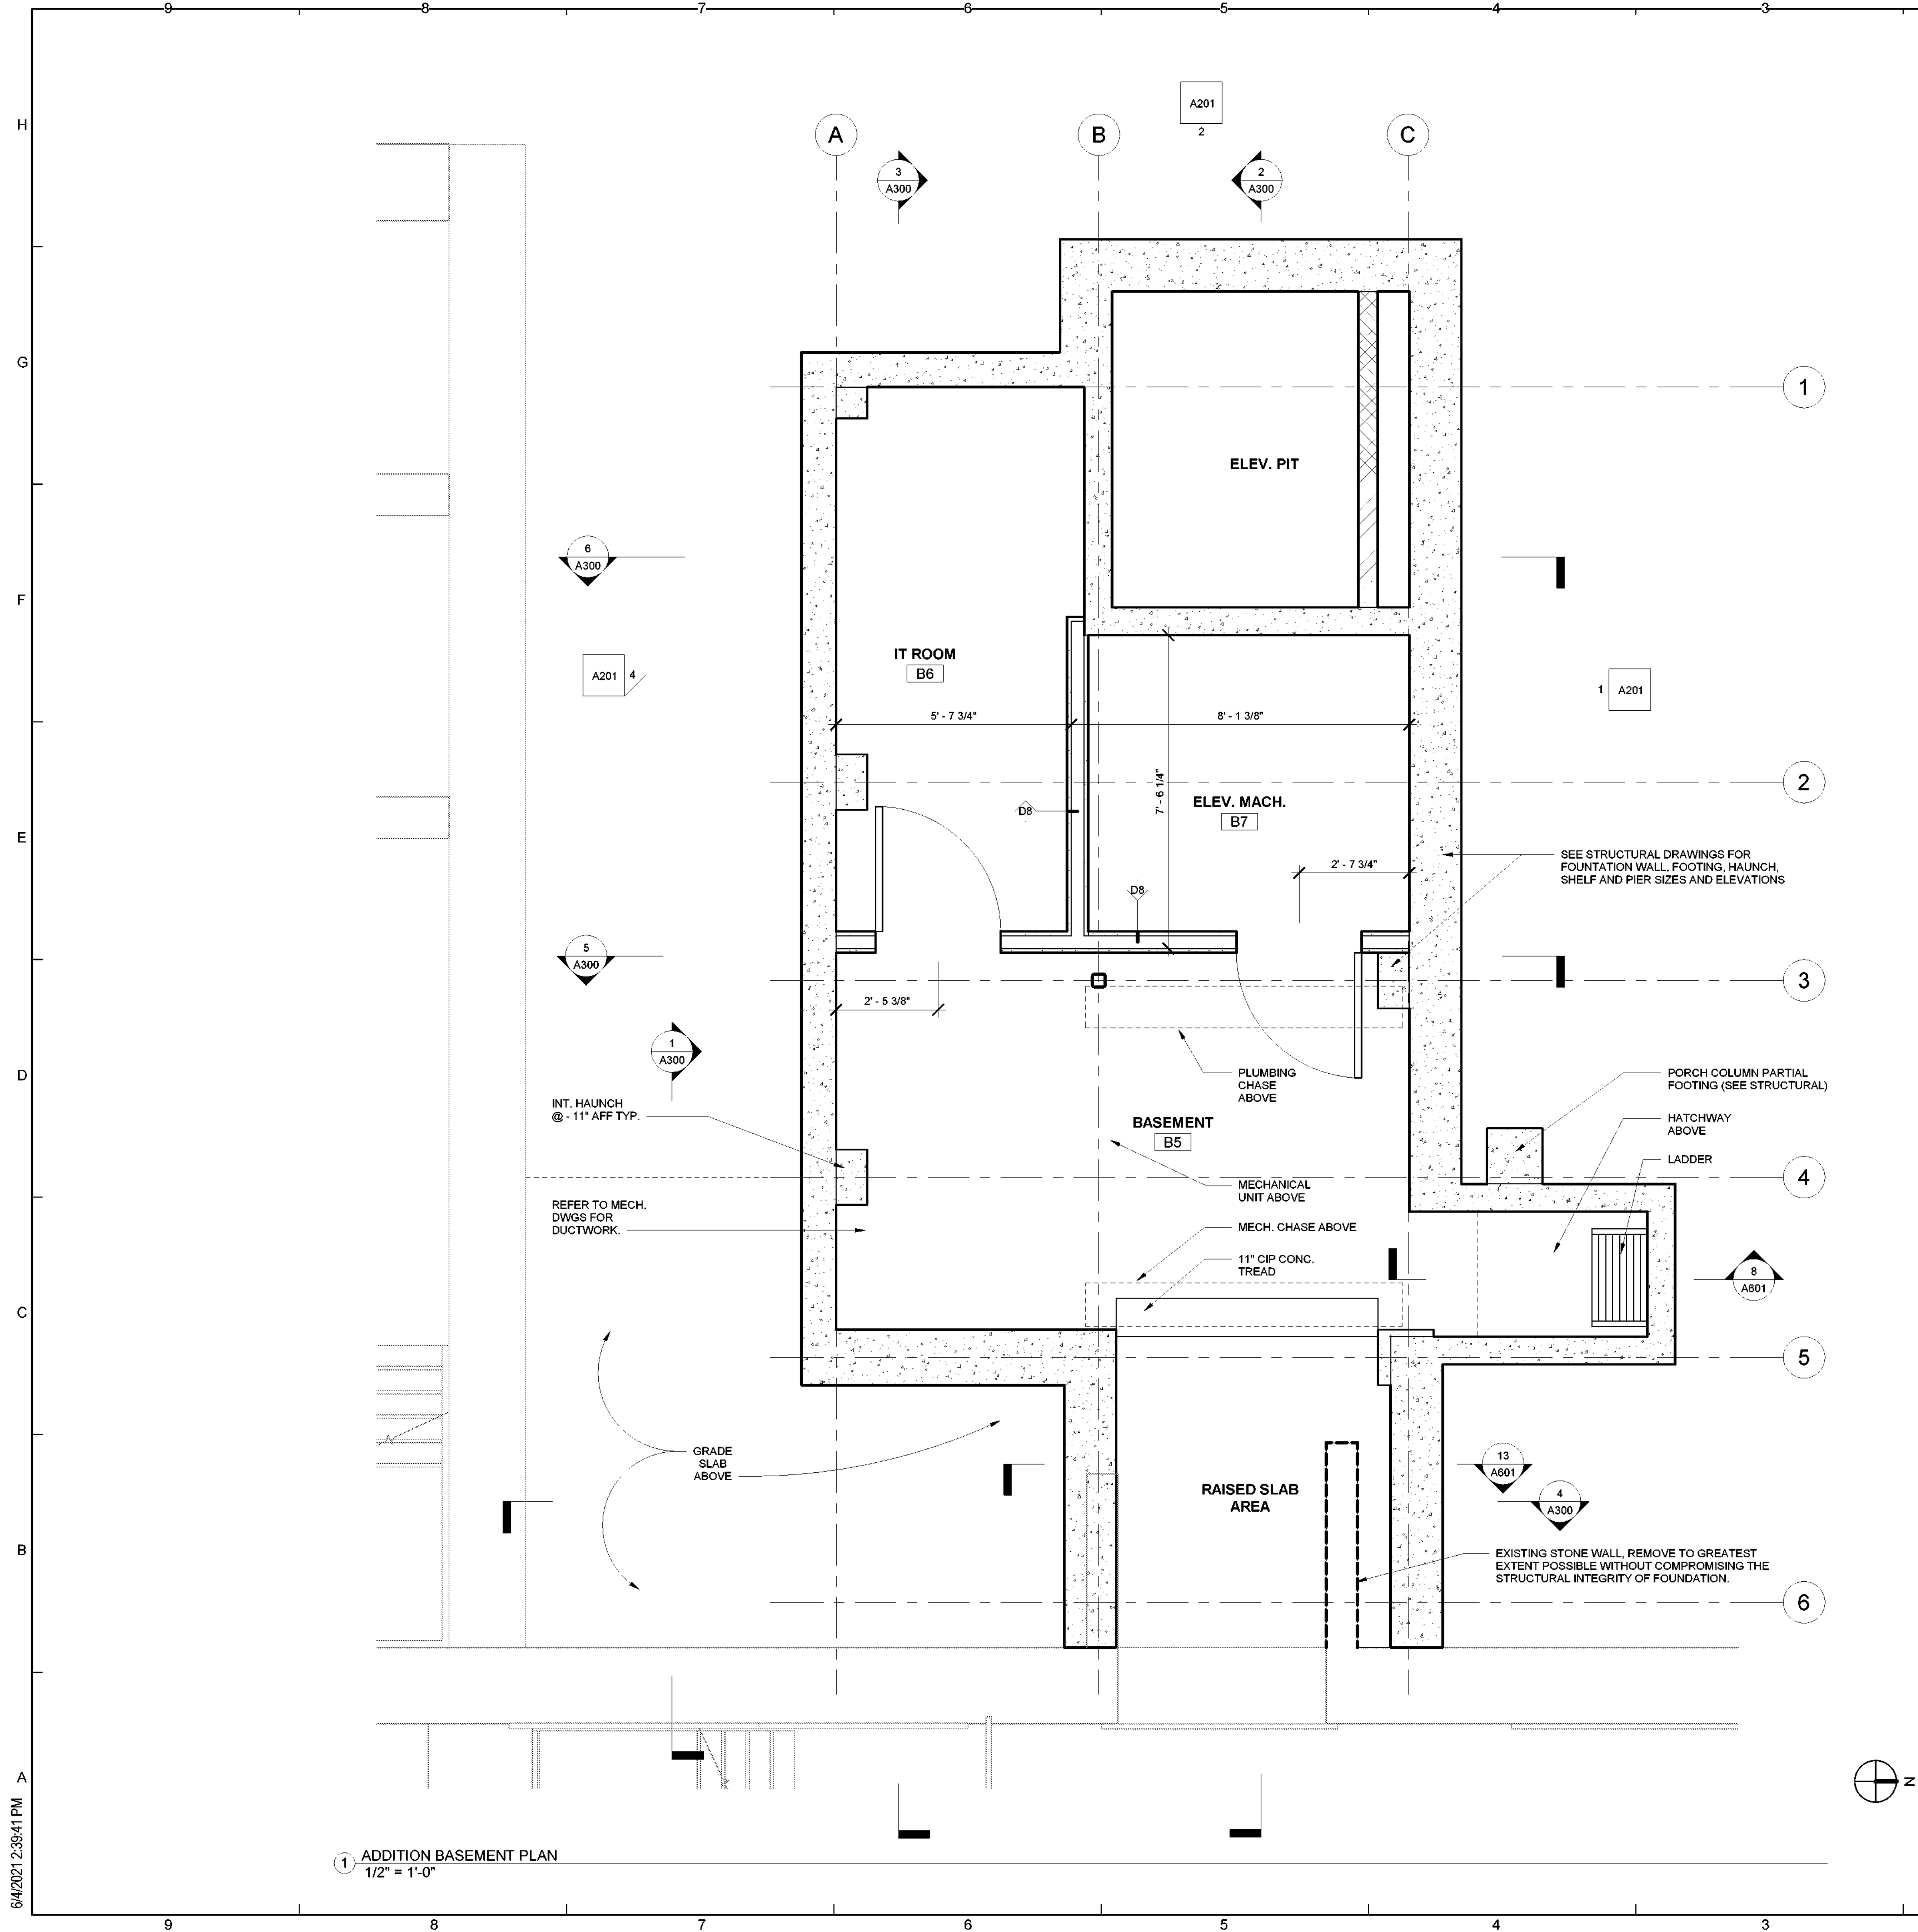 9 8 7 6 5 4 3
H
A201
2
A B C
3
A300
2
A300
G
1
ELEV. PIT
6
A300
F
IT ROOM
B6
A201 4
1 A201
5' - 7 3/4"
8' - 1 3/8"
2
7' - 6 1/4"
ELEV. MACH.
B7
D8
E
2' - 7 3/4"
SEE STRUCTURAL DRAWINGS FOR
FOUNTATION WALL, FOOTING, HAUNCH,
SHELF AND PIER SIZES AND ELEVATIONS
D8
5
A300
3
2' - 5 3/8"
1
A300
D
PLUMBING
CHASE
ABOVE
PORCH COLUMN PARTIAL
FOOTING (SEE STRUCTURAL)
INT. HAUNCH
@ - 11" AFF TYP.
BASEMENT
B5
HATCHWAY
ABOVE
LADDER
4
MECHANICAL
UNIT ABOVE
REFER TO MECH.
DWGS FOR
DUCTWORK.
MECH. CHASE ABOVE
11" CIP CONC.
TREAD
8
A601
C
5
GRADE
SLAB
ABOVE
13
A601
RAISED SLAB
AREA
4
A300
B
EXISTING STONE WALL, REMOVE TO GREATEST
EXTENT POSSIBLE WITHOUT COMPROMISING THE
STRUCTURAL INTEGRITY OF FOUNDATION.
6
A
N
6/4/2021 2:39:41 PM
1 ADDITION BASEMENT PLAN
1/2" = 1'-0"
9 8 7 6 5 4 3